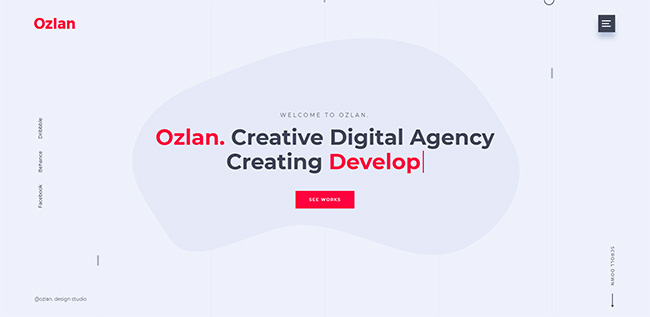 Ozlan
WELCOME TO OZLAN.
Ozlan. Creative Digital Agency
Creating Develop
SEE WORKS
Dribbble
Behance
Facebook
SCROLL DOWN
@ozlan. design studio